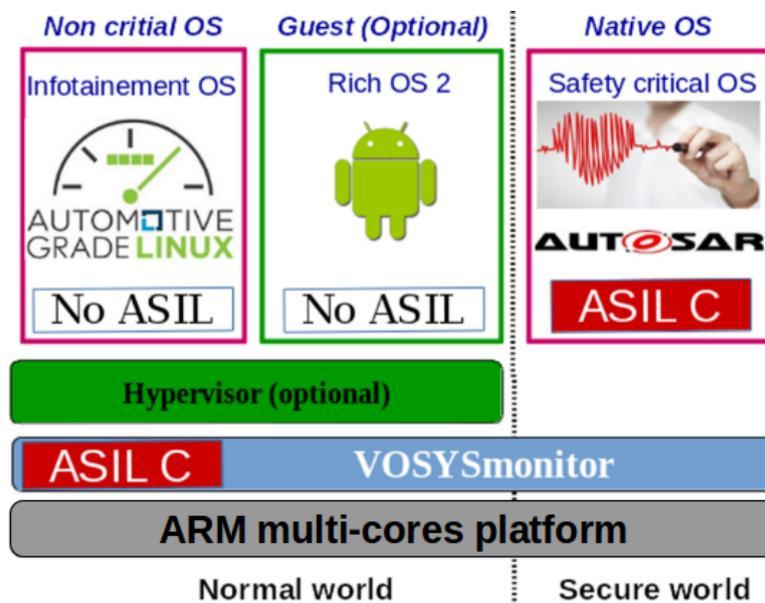 Non critial OS
Guest (Optional)
Native OS
Infotainement OS
Rich OS 2
Safety critical OS
AUTOMOTIVE
GRADE LINUX
AUTOSAR
No ASIL
No ASIL
ASIL C
Hypervisor (optional)
ASIL C
VOSYSmonitor
ARM multi-cores platform
Normal world
Secure world